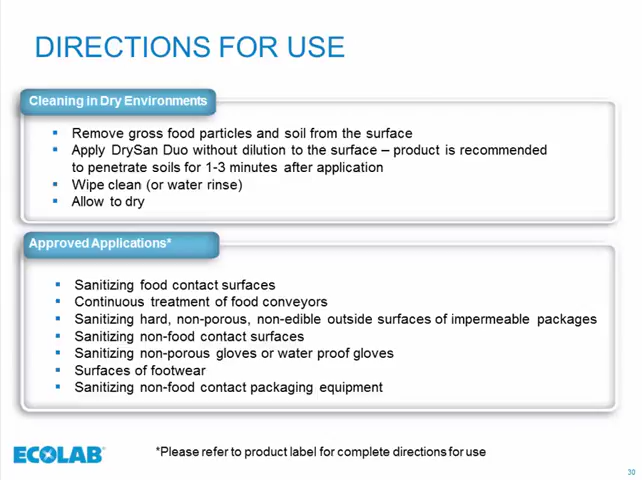 DIRECTIONS FOR USE
Cleaning in Dry Environments
▪ Remove gross food particles and soil from the surface
▪ Apply DrySan Duo without dilution to the surface – product is recommended
to penetrate soils for 1-3 minutes after application
▪ Wipe clean (or water rinse)
▪ Allow to dry
Approved Applications*
▪ Sanitizing food contact surfaces
▪ Continuous treatment of food conveyors
▪ Sanitizing hard, non-porous, non-edible outside surfaces of impermeable packages
▪ Sanitizing non-food contact surfaces
▪ Sanitizing non-porous gloves or water proof gloves
▪ Surfaces of footwear
▪ Sanitizing non-food contact packaging equipment
ECOLAB®
*Please refer to product label for complete directions for use
30